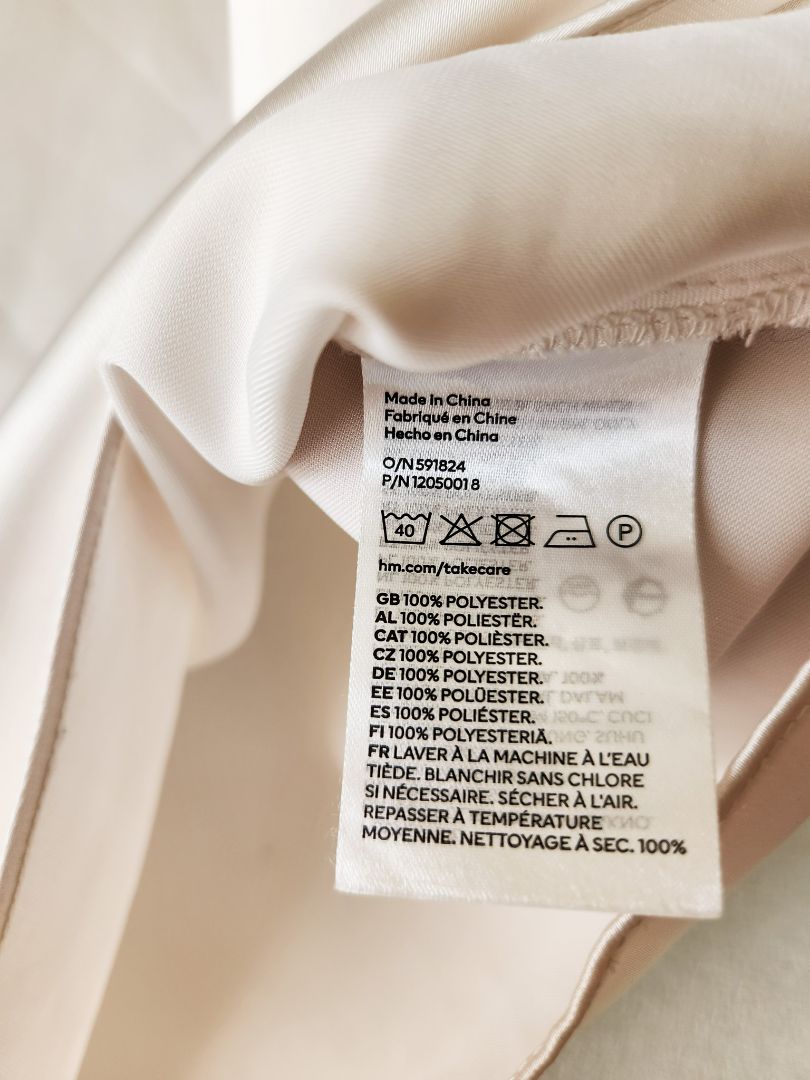 Made in China
Fabriqué en Chine
Hecho en China
O/N 591824
P/N 12050018
40 P
hm.com/takecare
GB 100% POLYESTER.
AL 100% POLIESTËR.
CAT 100% POLIÈSTER.
CZ 100% POLYESTER.
DE 100% POLYESTER.
EE 100% POLÜESTER.
ES 100% POLIÉSTER.
FI 100% POLYESTERIÄ.
FR LAVER À LA MACHINE À L'EAU
TIÈDE. BLANCHIR SANS CHLORE
SI NÉCESSAIRE. SÉCHER À L'AIR.
REPASSER À TEMPÉRATURE
MOYENNE. NETTOYAGE À SEC. 100%